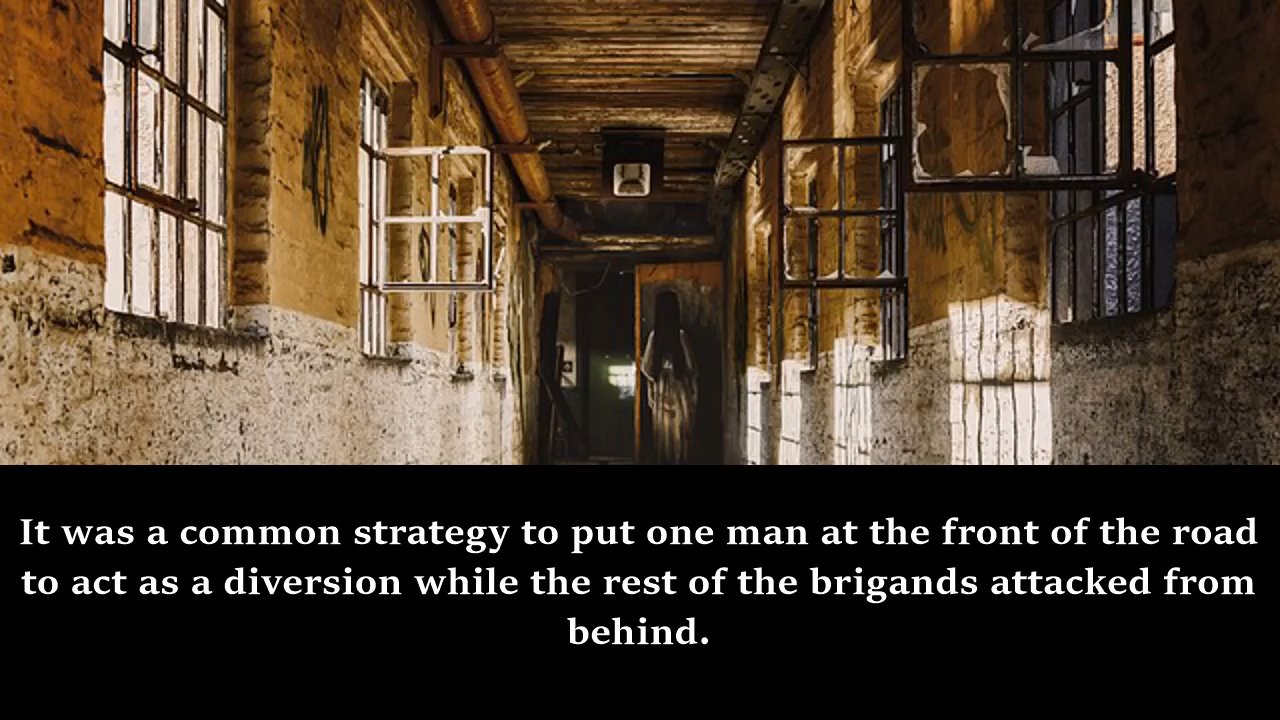 It was a common strategy to put one man at the front of the road
to act as a diversion while the rest of the brigands attacked from
behind.